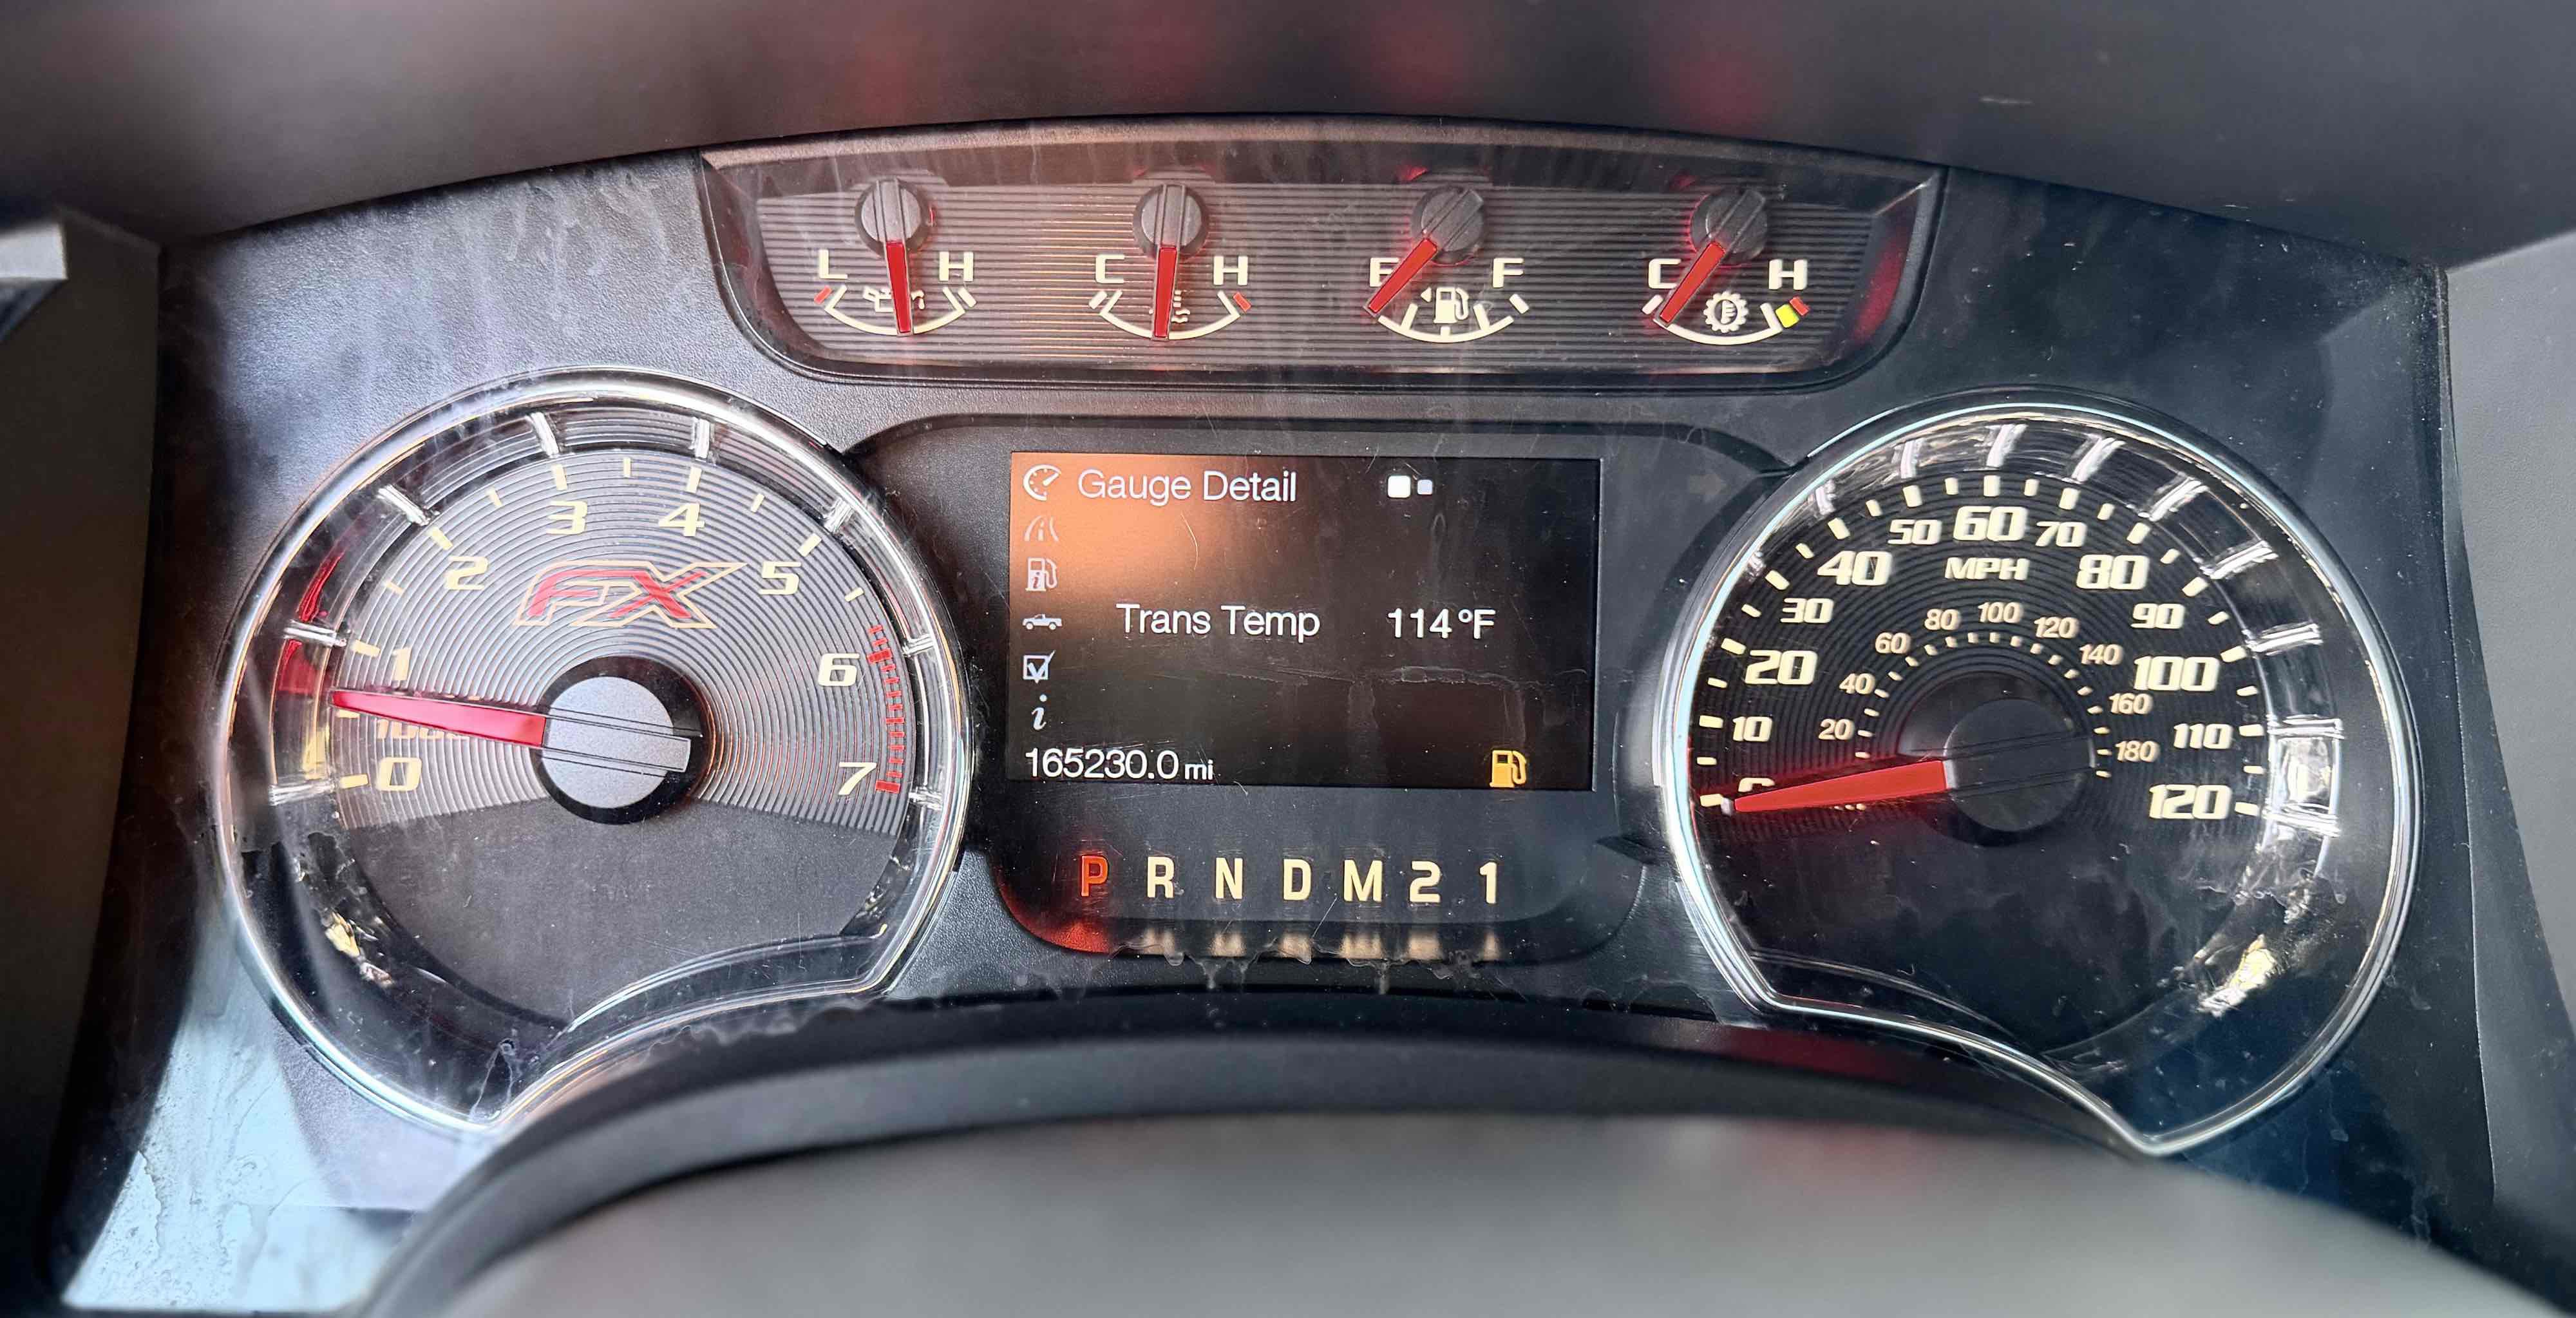 L H
C H
E F
C H
Gauge Detail
Trans Temp 114°F
i
165230.0 mi
P R N D M 2 1
0 1 2 3 4 5 6 7
FX
0 10 20 30 40 50 60 70 80 90 100 110 120
MPH
20 40 60 80 100 120 140 160 180